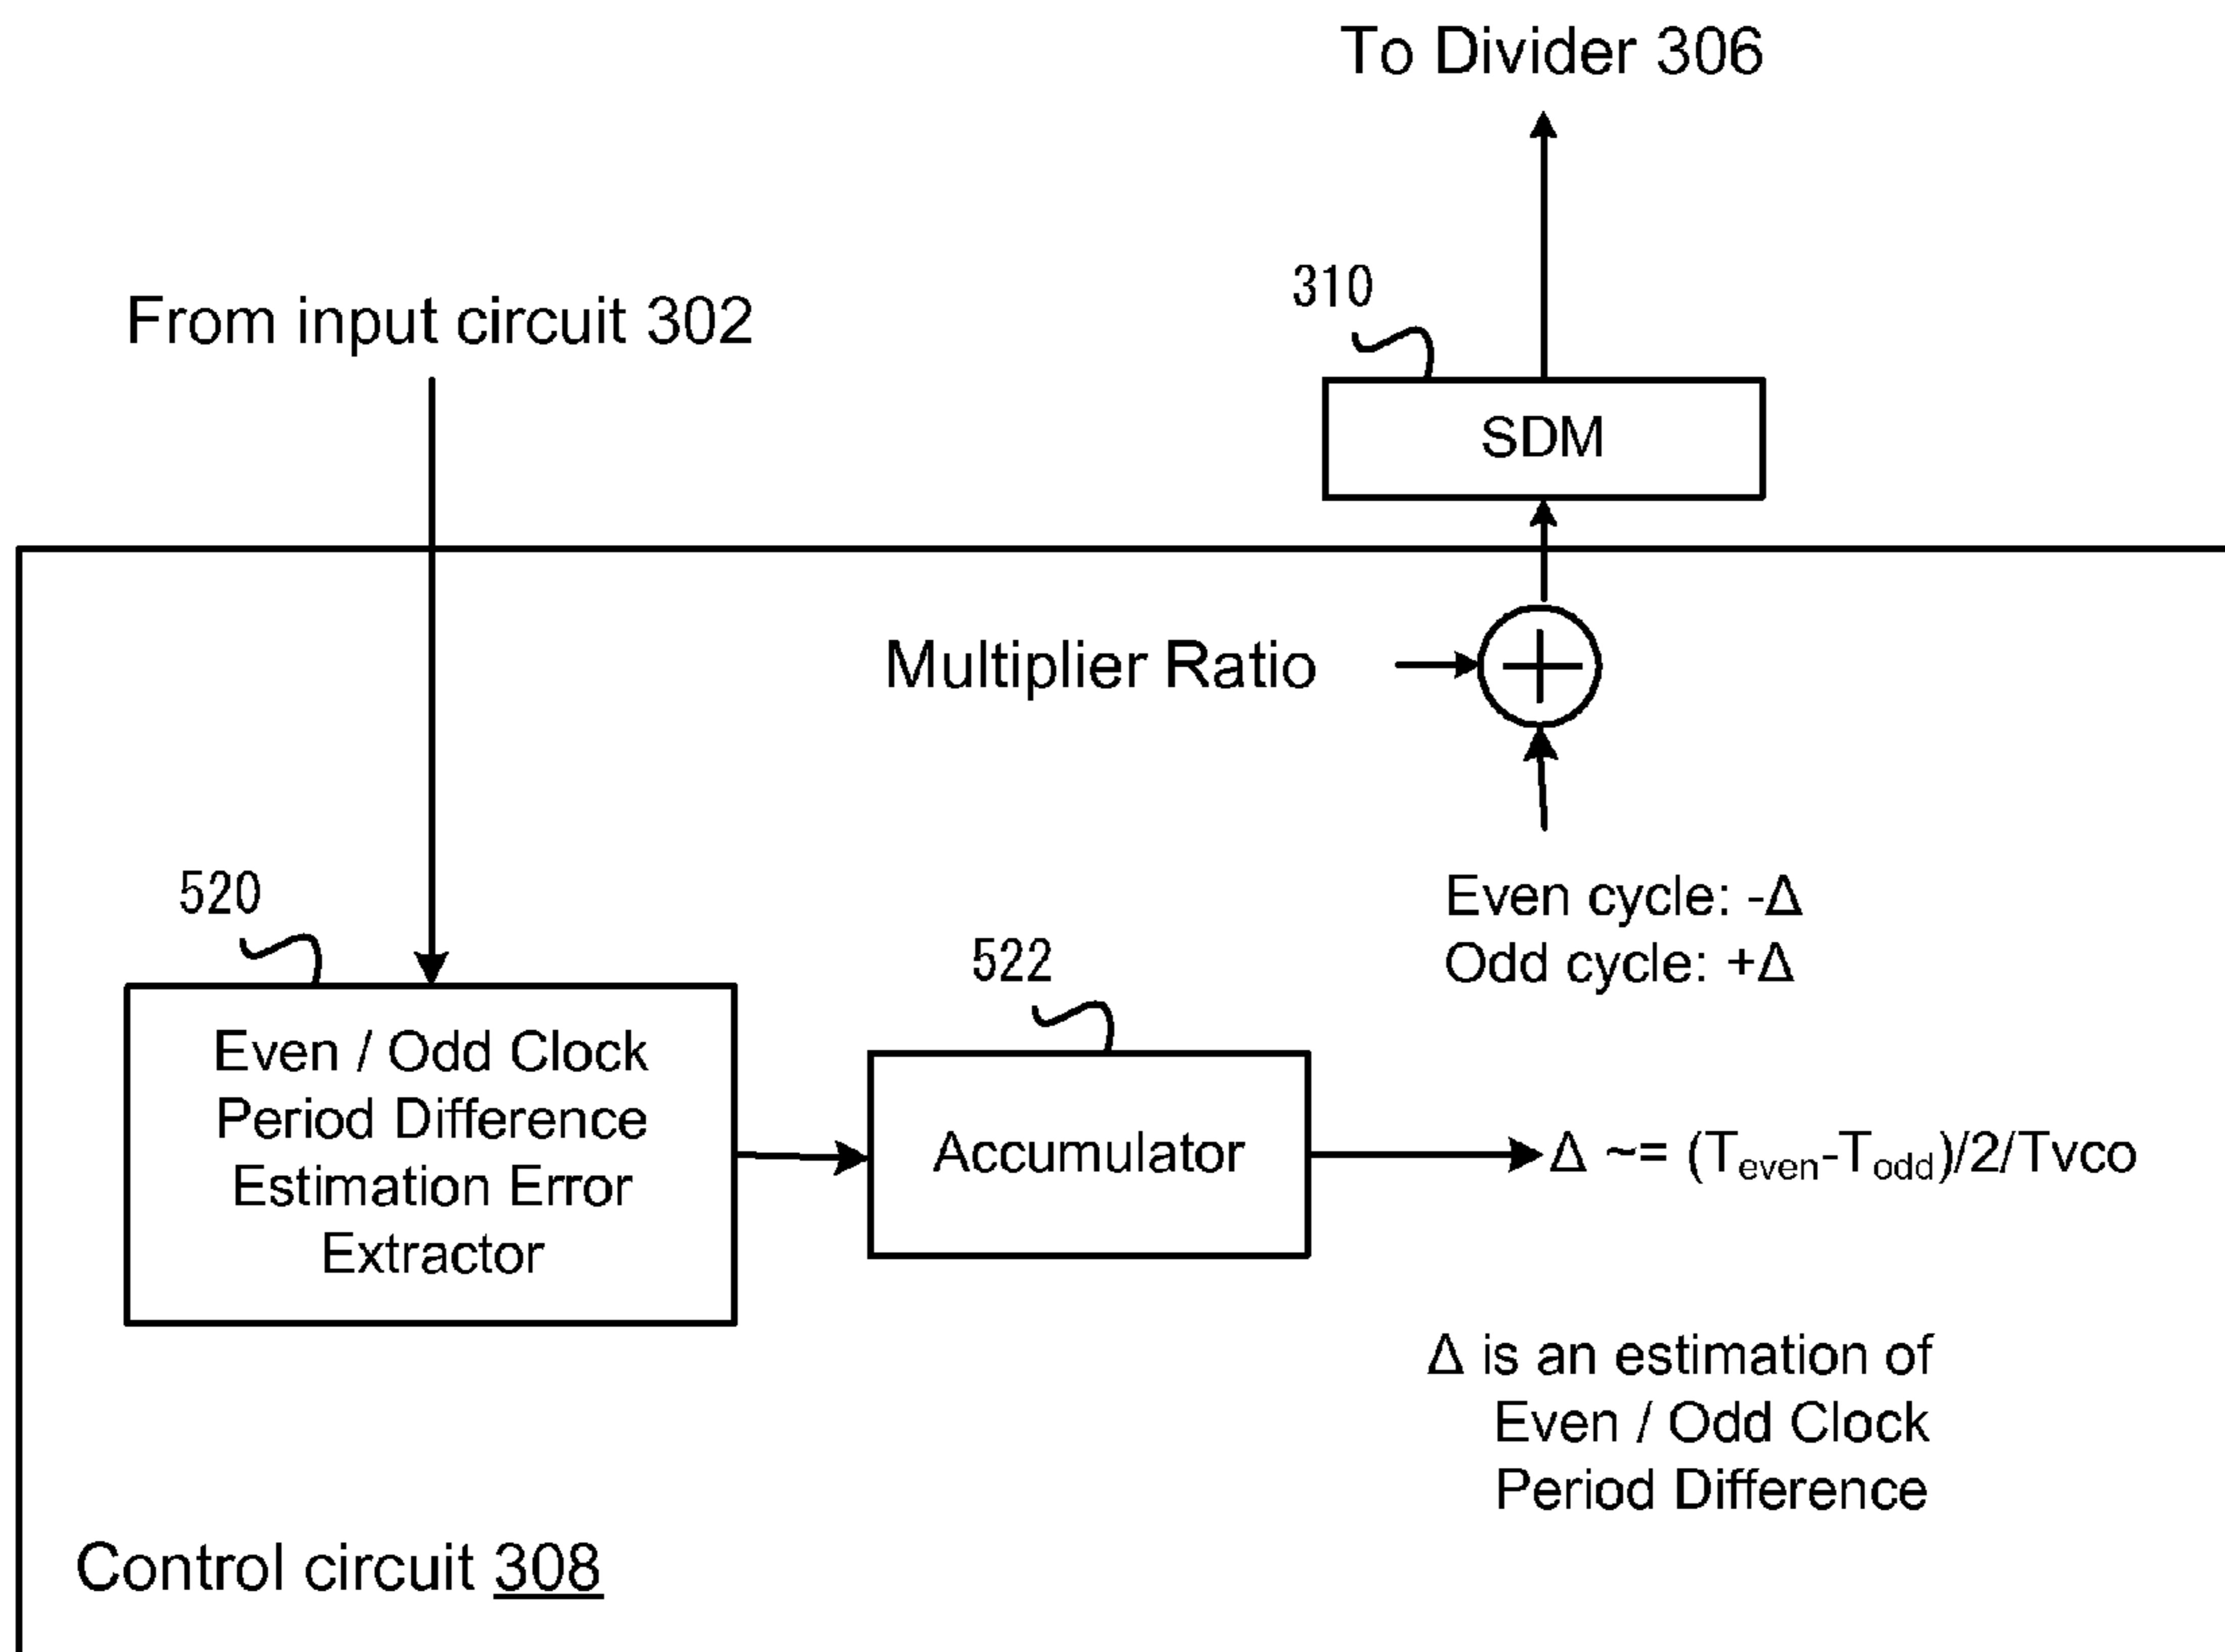 To Divider 306
310
From input circuit 302
SDM
Multiplier Ratio
520
Even cycle: -Δ
Odd cycle: +Δ
522
Even / Odd Clock
Period Difference
Estimation Error
Extractor
Accumulator
Δ ~= (Teven-Todd)/2/Tvco
Δ is an estimation of
Even / Odd Clock
Period Difference
Control circuit 308